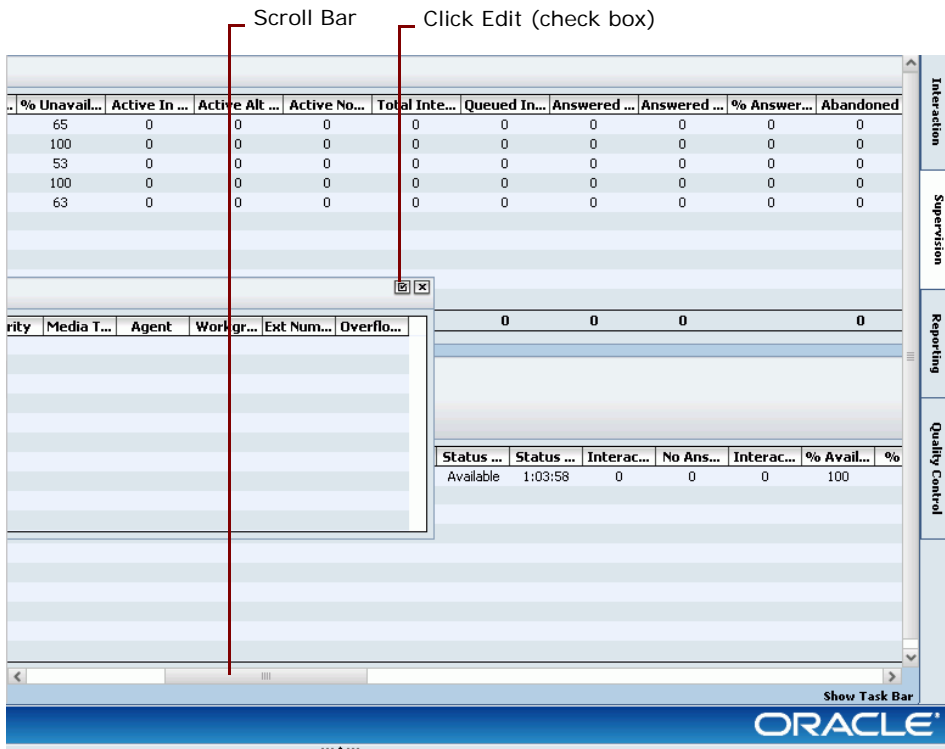 Scroll Bar Click Edit (check box)
.. % Unavail... Active In ... Active Alt ... Active No... Total Inte... Queued In... Answered ... Answered ... % Answer... Abandoned
65 0 0 0 0 0 0 0 0 0
100 0 0 0 0 0 0 0 0 0
53 0 0 0 0 0 0 0 0 0
100 0 0 0 0 0 0 0 0 0
63 0 0 0 0 0 0 0 0 0
0 0 0 0
rity Media T... Agent Workgr... Ext Num... Overflo...
Status ... Status ... Interac... No Ans... Interac... % Avail... %
Available 1:03:58 0 0 0 100
Interaction
Supervision
Reporting
Quality Control
Show Task Bar
ORACLE